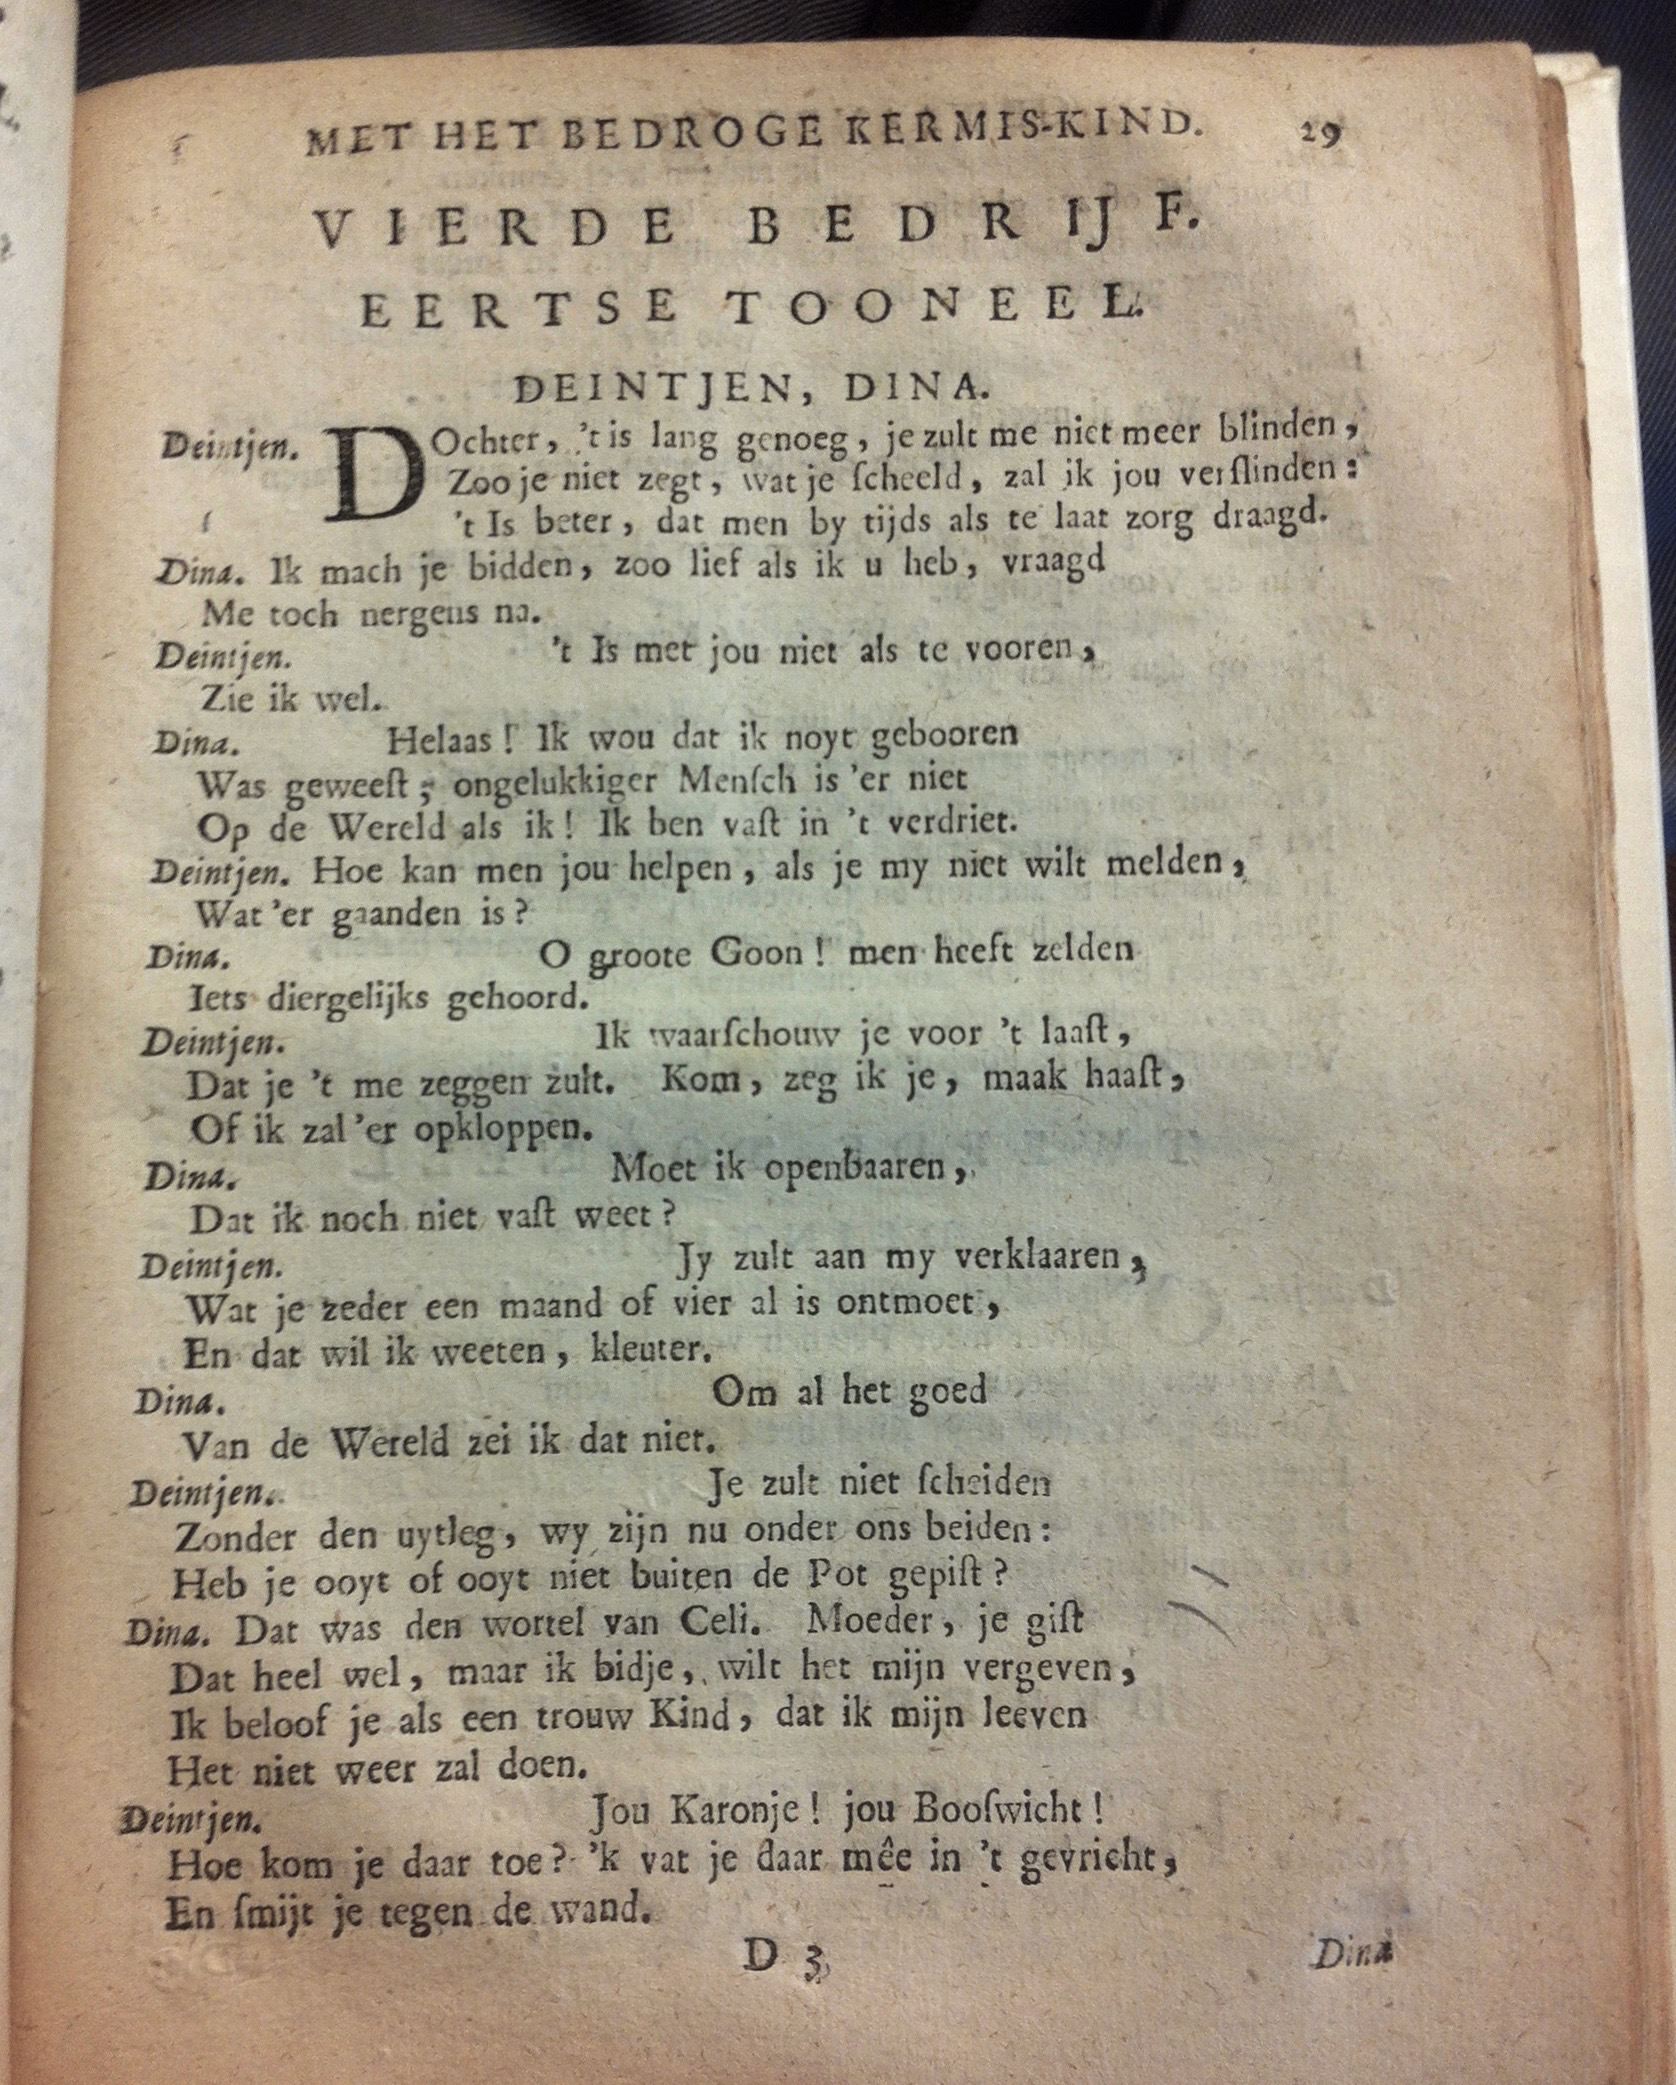 MET HET BEDROGE KERMIS-KIND. 29
VIERDE BEDRIJF.
EERTSE TOONEEL.
DEINTJEN, DINA.
Deintjen. DOchter, 't is lang genoeg, je zult me niet meer blinden,
Zoo je niet zegt, wat je ſcheeld, zal ik jou verſlinden:
't Is beter, dat men by tijds als te laat zorg draagd.
Dina. Ik mach je bidden, zoo lief als ik u heb, vraagd
Me toch nergens na.
Deintjen. 't Is met jou niet als te vooren,
Zie ik wel.
Dina. Helaas! Ik wou dat ik noyt gebooren
Was geweeſt; ongelukkiger Menſch is 'er niet
Op de Wereld als ik! Ik ben vaſt in 't verdriet.
Deintjen. Hoe kan men jou helpen, als je my niet wilt melden,
Wat 'er gaanden is?
Dina. O groote Goon! men heeft zelden
Iets diergelijks gehoord.
Deintjen. Ik waarſchouw je voor 't laaſt,
Dat je 't me zeggen zult. Kom, zeg ik je, maak haaſt,
Of ik zal 'er opkloppen.
Dina. Moet ik openbaaren,
Dat ik noch niet vaſt weet?
Deintjen. Jy zult aan my verklaaren,
Wat je zeder een maand of vier al is ontmoet,
En dat wil ik weeten, kleuter.
Dina. Om al het goed
Van de Wereld zei ik dat niet.
Deintjen. Je zult niet ſcheiden
Zonder den uytleg, wy zijn nu onder ons beiden:
Heb je ooyt of ooyt niet buiten de Pot gepiſt?
Dina. Dat was den wortel van Celi. Moeder, je giſt
Dat heel wel, maar ik bidje, wilt het mijn vergeven,
Ik beloof je als een trouw Kind, dat ik mijn leeven
Het niet weer zal doen.
Deintjen. Jou Karonje! jou Booſwicht!
Hoe kom je daar toe? 'k vat je daar mêe in 't gevricht,
En ſmijt je tegen de wand.
D 3 Dina